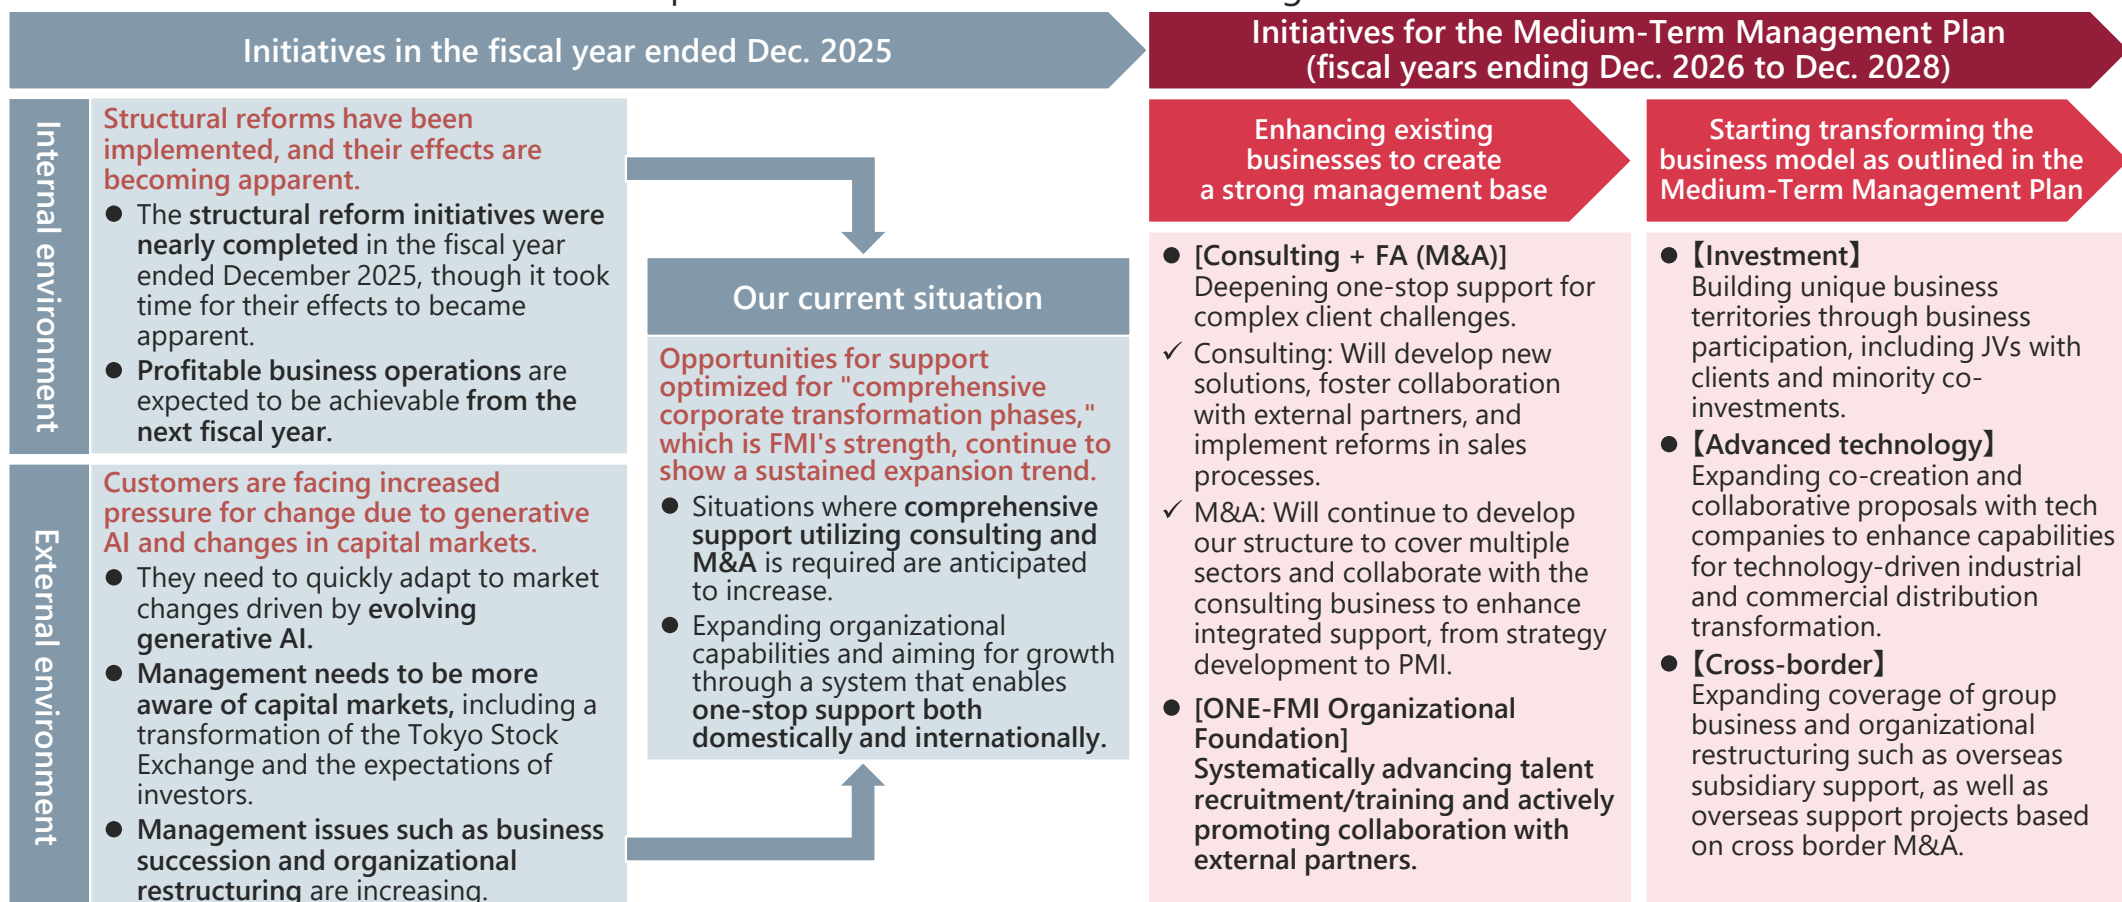 Initiatives in the fiscal year ended Dec. 2025
Internal environment
Structural reforms have been
implemented, and their effects are
becoming apparent.
● The structural reform initiatives were
nearly completed in the fiscal year
ended December 2025, though it took
time for their effects to became
apparent.
● Profitable business operations are
expected to be achievable from the
next fiscal year.
External environment
Customers are facing increased
pressure for change due to generative
AI and changes in capital markets.
● They need to quickly adapt to market
changes driven by evolving
generative AI.
● Management needs to be more
aware of capital markets, including a
transformation of the Tokyo Stock
Exchange and the expectations of
investors.
● Management issues such as business
succession and organizational
restructuring are increasing.
Our current situation
Opportunities for support
optimized for "comprehensive
corporate transformation phases,"
which is FMI's strength, continue to
show a sustained expansion trend.
● Situations where comprehensive
support utilizing consulting and
M&A is required are anticipated
to increase.
● Expanding organizational
capabilities and aiming for growth
through a system that enables
one-stop support both
domestically and internationally.
Initiatives for the Medium-Term Management Plan
(fiscal years ending Dec. 2026 to Dec. 2028)
Enhancing existing
businesses to create
a strong management base
● [Consulting + FA (M&A)]
Deepening one-stop support for
complex client challenges.
✓ Consulting: Will develop new
solutions, foster collaboration
with external partners, and
implement reforms in sales
processes.
✓ M&A: Will continue to develop
our structure to cover multiple
sectors and collaborate with the
consulting business to enhance
integrated support, from strategy
development to PMI.
● [ONE-FMI Organizational
Foundation]
Systematically advancing talent
recruitment/training and actively
promoting collaboration with
external partners.
Starting transforming the
business model as outlined in the
Medium-Term Management Plan
● 【Investment】
Building unique business
territories through business
participation, including JVs with
clients and minority co-
investments.
● 【Advanced technology】
Expanding co-creation and
collaborative proposals with tech
companies to enhance capabilities
for technology-driven industrial
and commercial distribution
transformation.
● 【Cross-border】
Expanding coverage of group
business and organizational
restructuring such as overseas
subsidiary support, as well as
overseas support projects based
on cross border M&A.